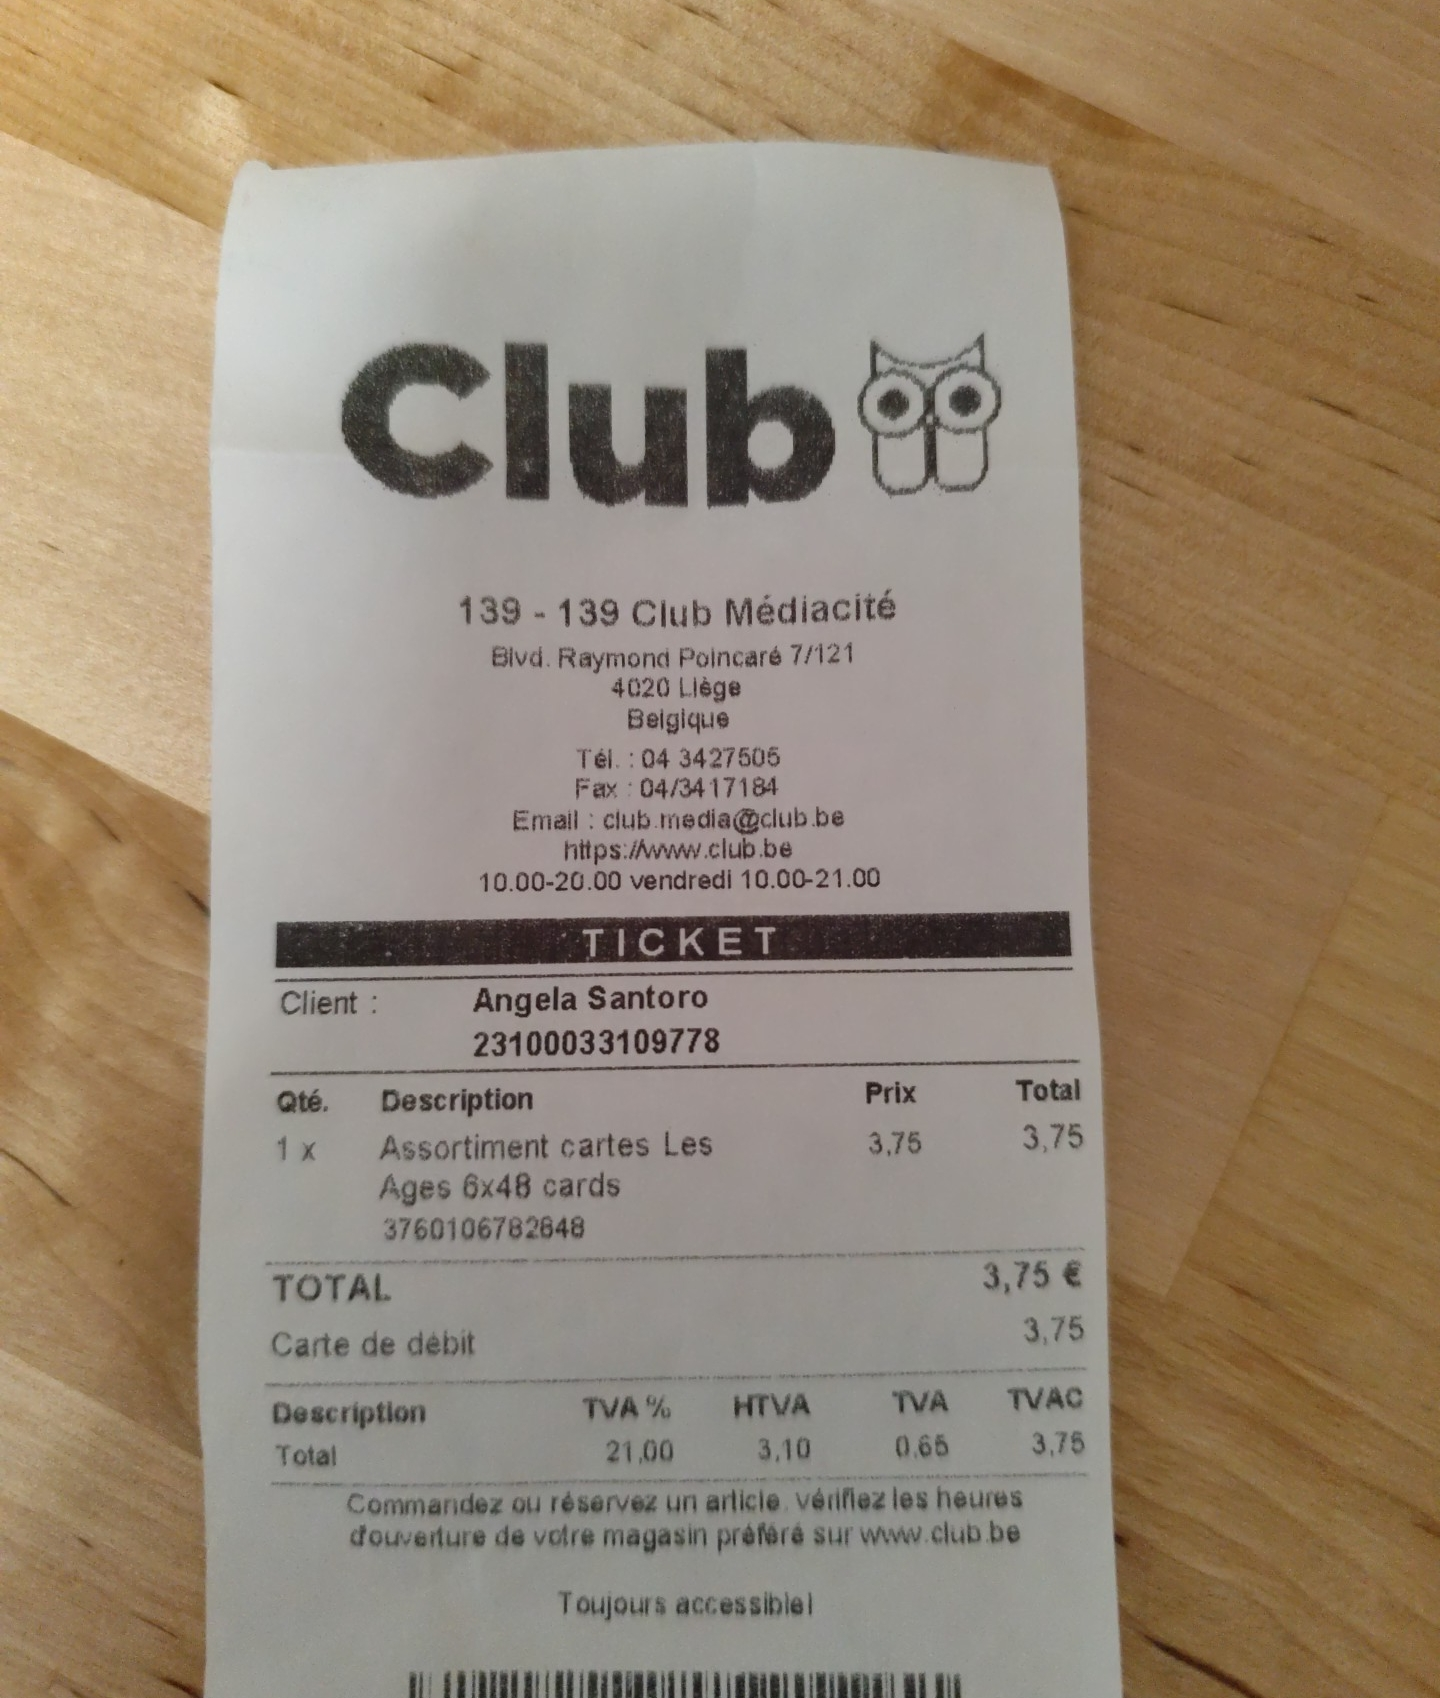 Club
139 - 139 Club Médiacité
Blvd. Raymond Poincaré 7/121
4020 Liège
Belgique
Tél. : 04 3427505
Fax : 04/3417184
Email : club.media@club.be
https://www.club.be
10.00-20.00 vendredi 10.00-21.00
TICKET
Client : Angela Santoro
23100033109778
Qté. Description Prix Total
1 x Assortiment cartes Les 3,75 3,75
Ages 6x48 cards
3760106782648
TOTAL 3,75 €
Carte de débit 3,75
Description TVA % HTVA TVA TVAC
Total 21,00 3,10 0,65 3,75
Commandez ou réservez un article, vérifiez les heures
d'ouverture de votre magasin préféré sur www.club.be
Toujours accessible!